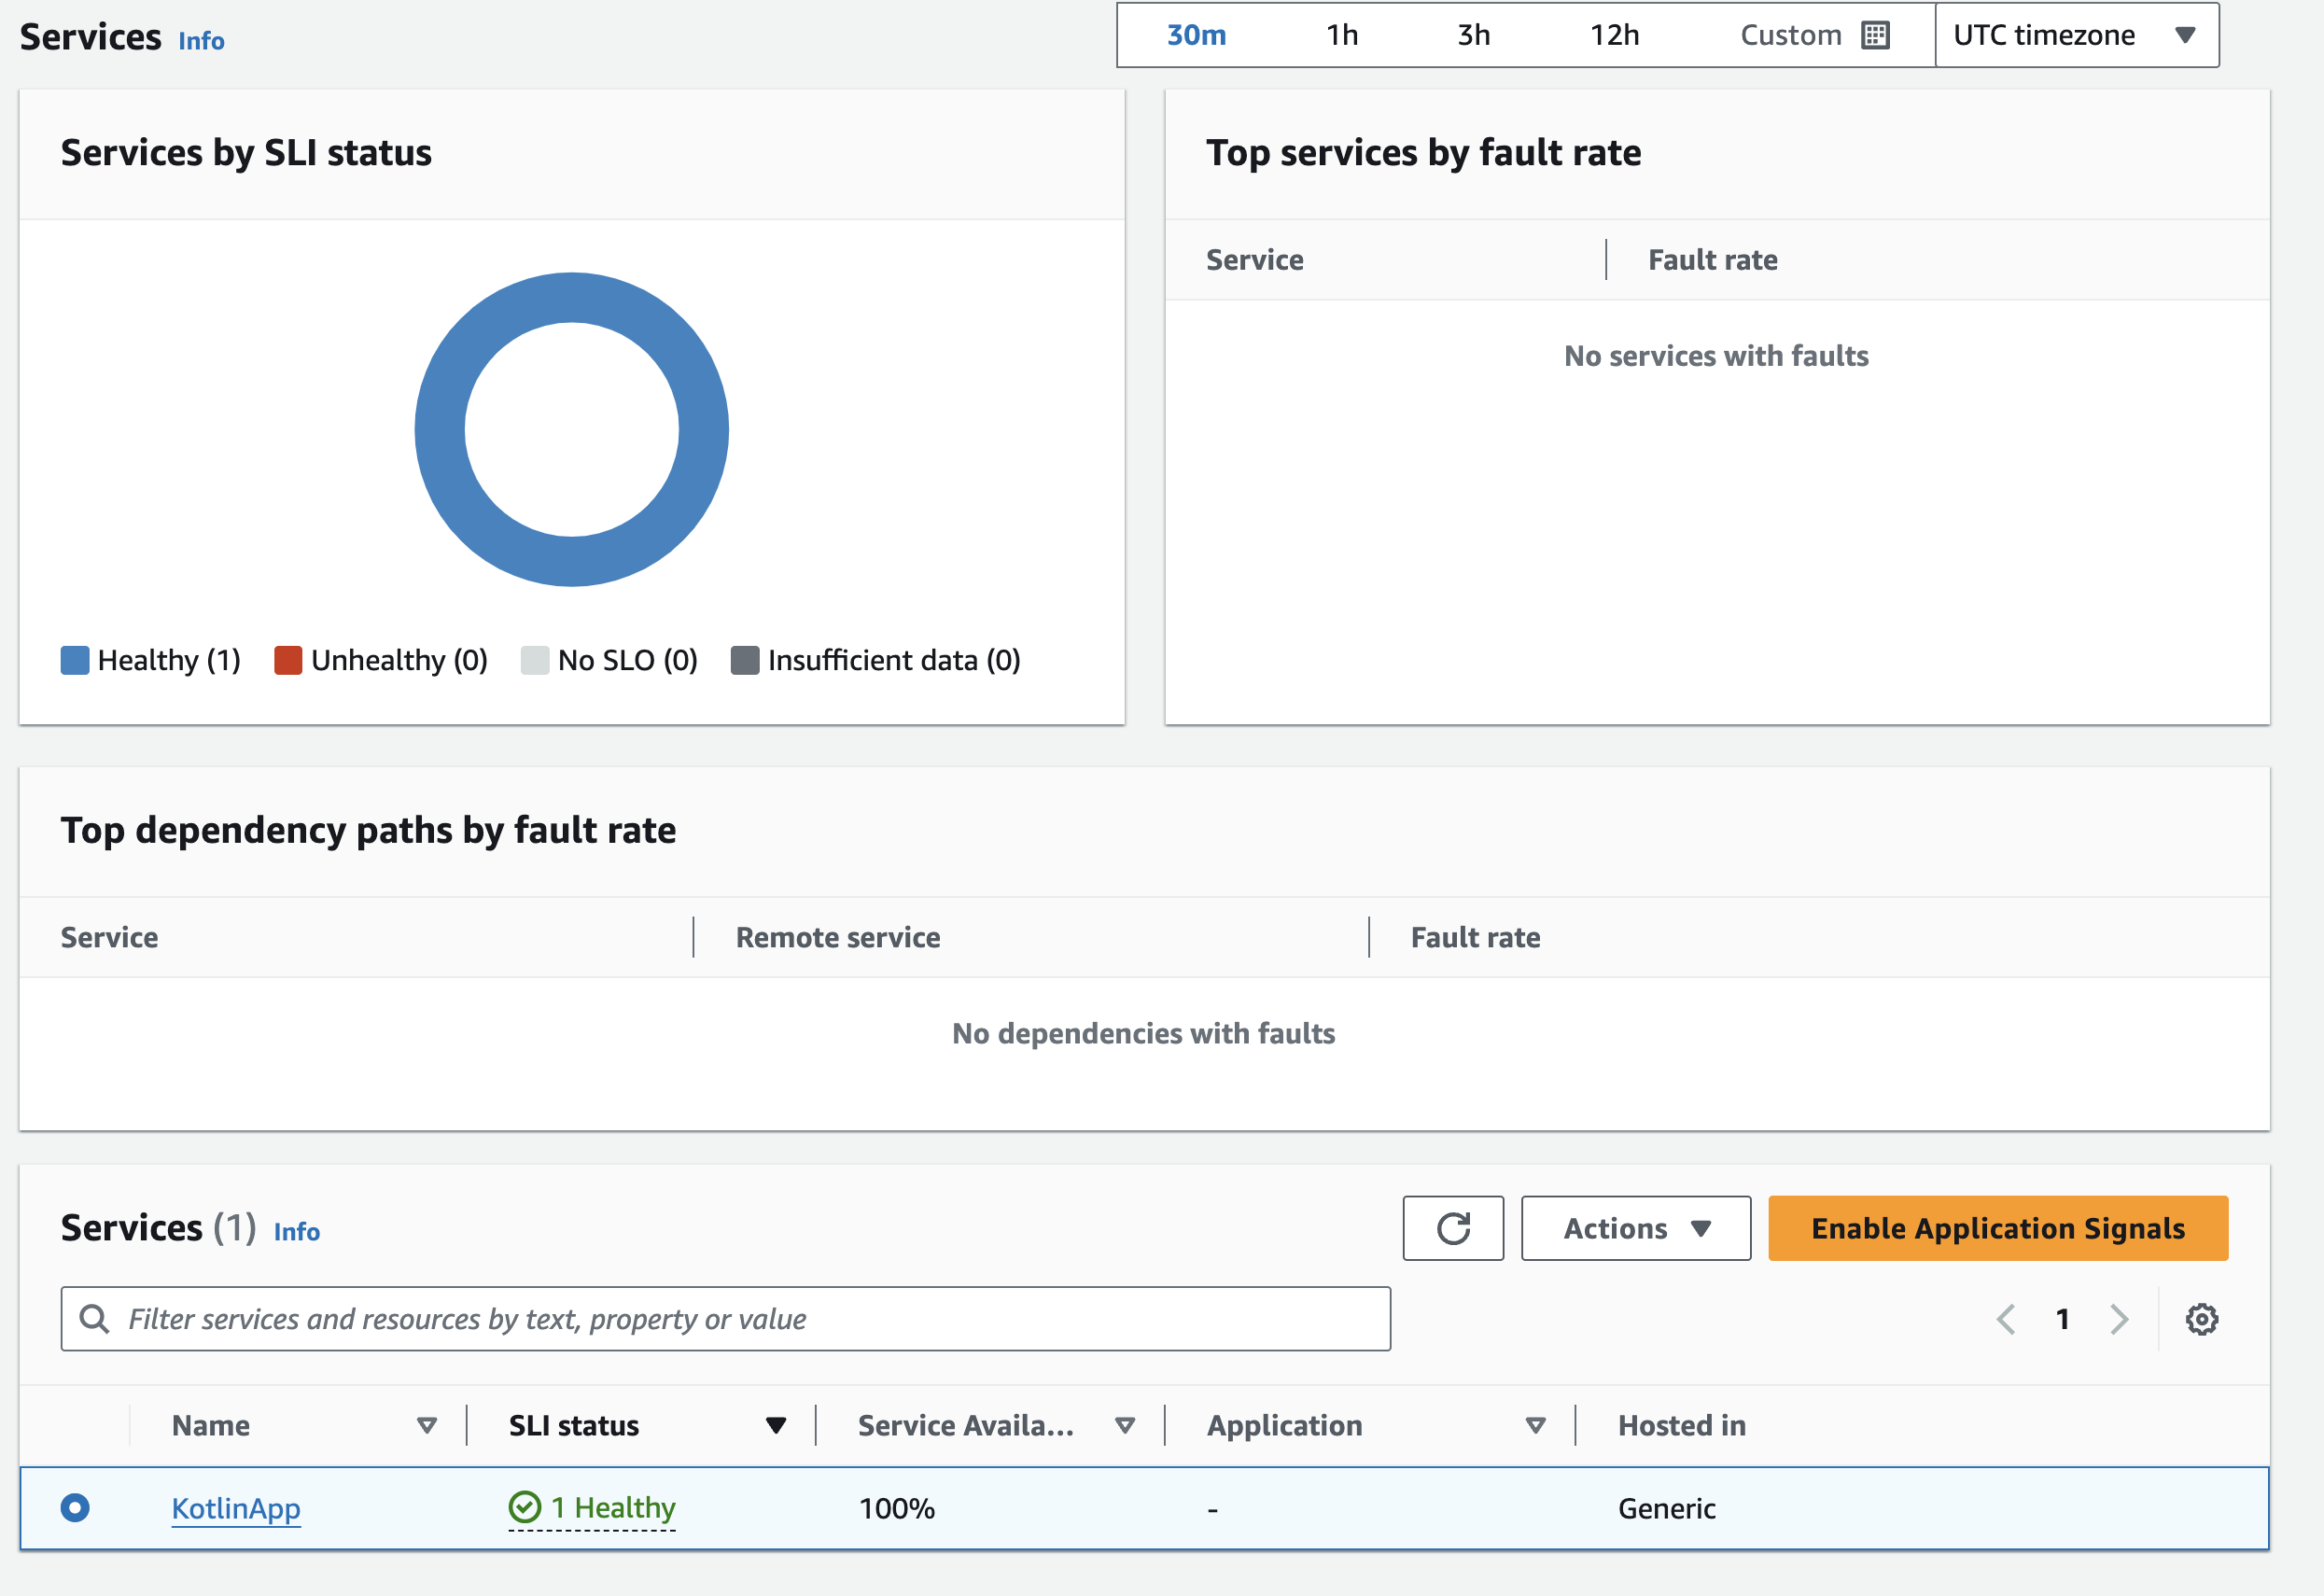 Services Info
30m 1h 3h 12h Custom UTC timezone
Services by SLI status
Healthy (1) Unhealthy (0) No SLO (0) Insufficient data (0)
Top services by fault rate
Service Fault rate
No services with faults
Top dependency paths by fault rate
Service Remote service Fault rate
No dependencies with faults
Services (1) Info
Actions Enable Application Signals
Filter services and resources by text, property or value
1
Name SLI status Service Availa... Application Hosted in
KotlinApp 1 Healthy 100% - Generic